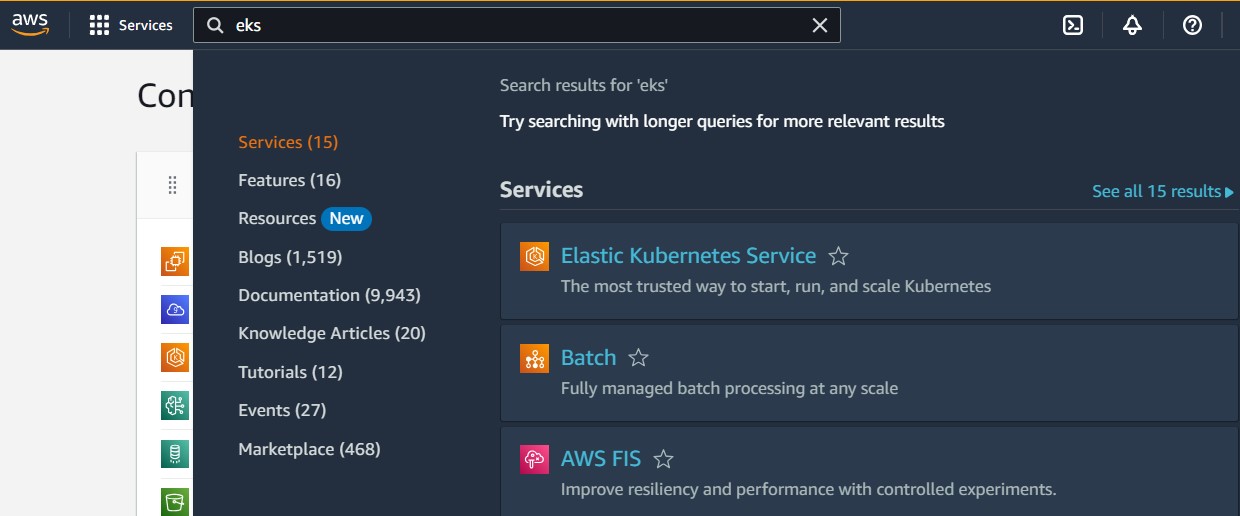 aws
Services
eks
Con
Search results for 'eks'
Try searching with longer queries for more relevant results
Services (15)
Features (16)
Resources New
Blogs (1,519)
Documentation (9,943)
Knowledge Articles (20)
Tutorials (12)
Events (27)
Marketplace (468)
Services
See all 15 results
Elastic Kubernetes Service
The most trusted way to start, run, and scale Kubernetes
Batch
Fully managed batch processing at any scale
AWS FIS
Improve resiliency and performance with controlled experiments.